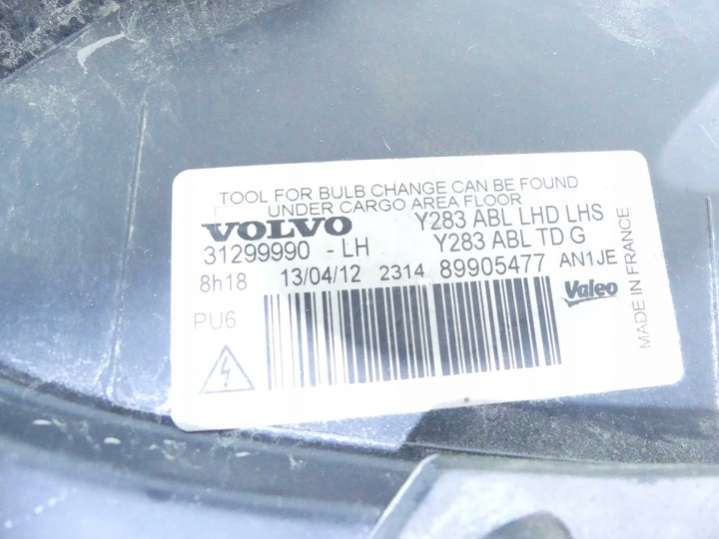 TOOL FOR BULB CHANGE CAN BE FOUND
UNDER CARGO AREA FLOOR
VOLVO Y283 ABL LHD LHS
31299990 - LH Y283 ABL TD G
8h18 13/04/12 2314 89905477 AN1JE
PU6
Valeo
MADE IN FRANCE